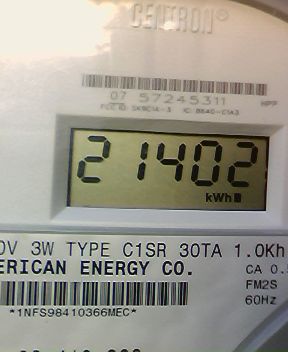 CENTRON®
07 57245311 HPP
21402
kWh
0V 3W TYPE C1SR 30TA 1.0Kh
ERICAN ENERGY CO.
CA 0.5
FM2S
60Hz
*1NFS98410366MEC*